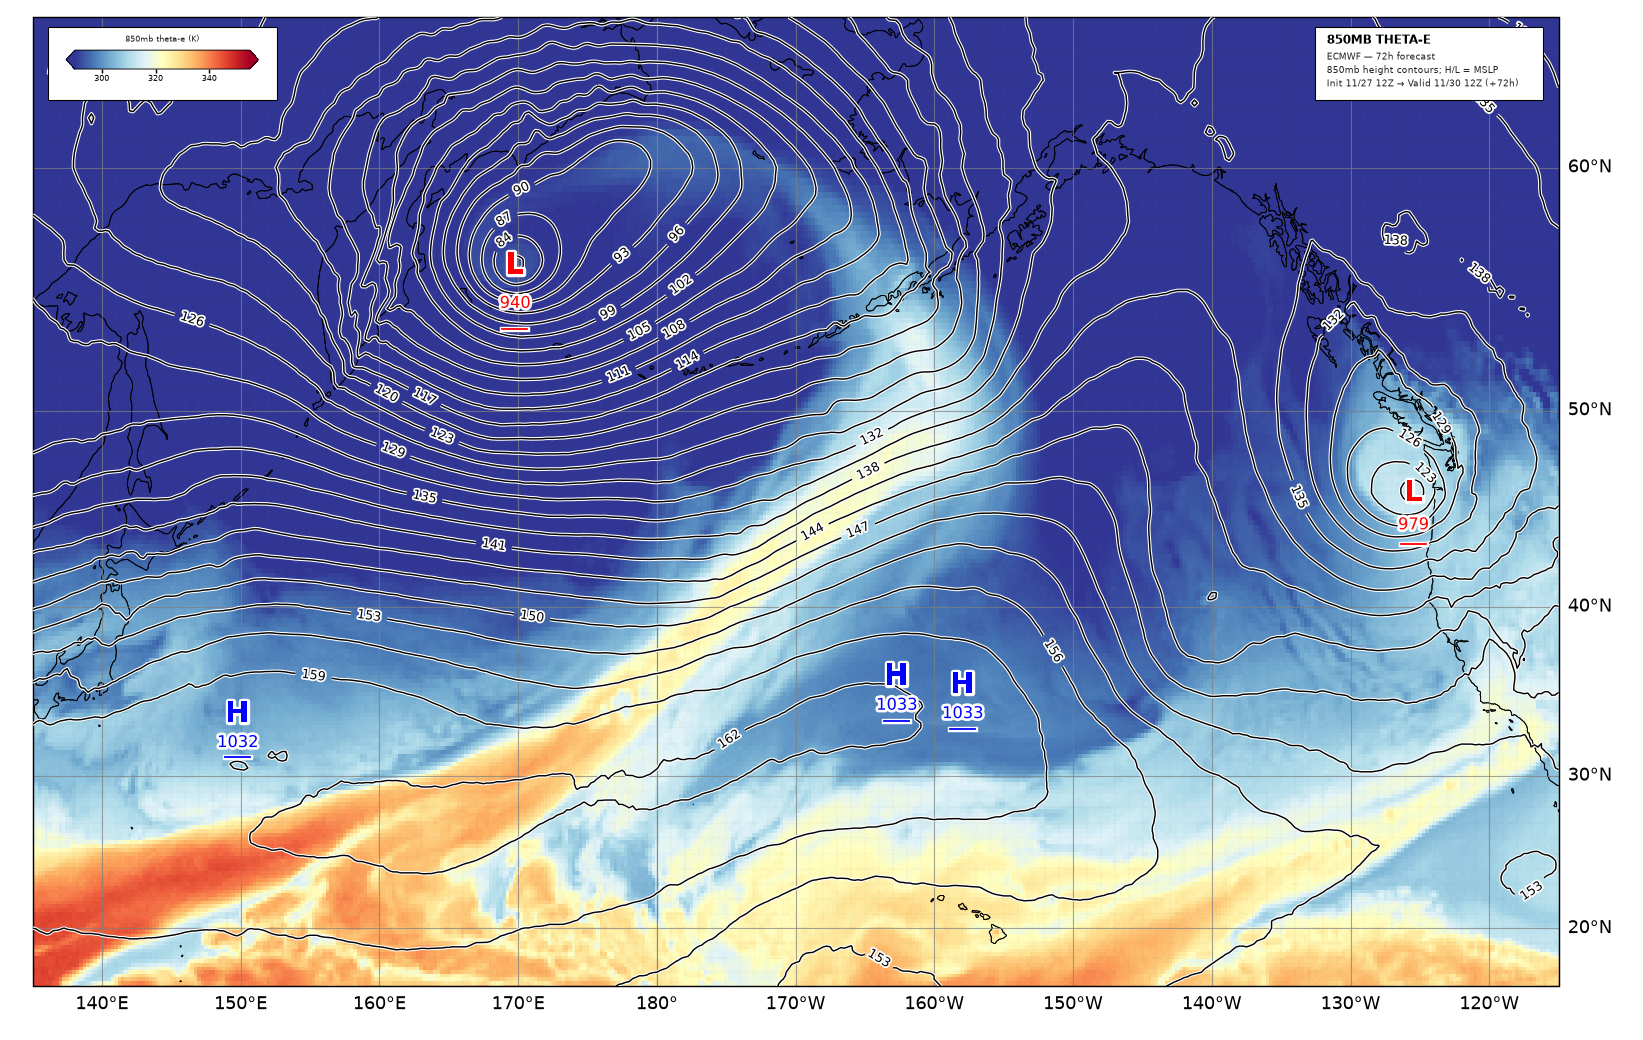 850mb theta-e (K)
300 320 340
850MB THETA-E
ECMWF — 72h forecast
850mb height contours; H/L = MSLP
Init 11/27 12Z → Valid 11/30 12Z (+72h)
60°N
50°N
40°N
30°N
20°N
90
87
84
93
96
99
102
105
108
111
114
117
120
123
126
129
135
141
150
153
159
132
138
144
147
156
162
153
138
138
132
129
126
123
135
153
L
940
L
979
H
1032
H
1033
H
1033
140°E 150°E 160°E 170°E 180° 170°W 160°W 150°W 140°W 130°W 120°W